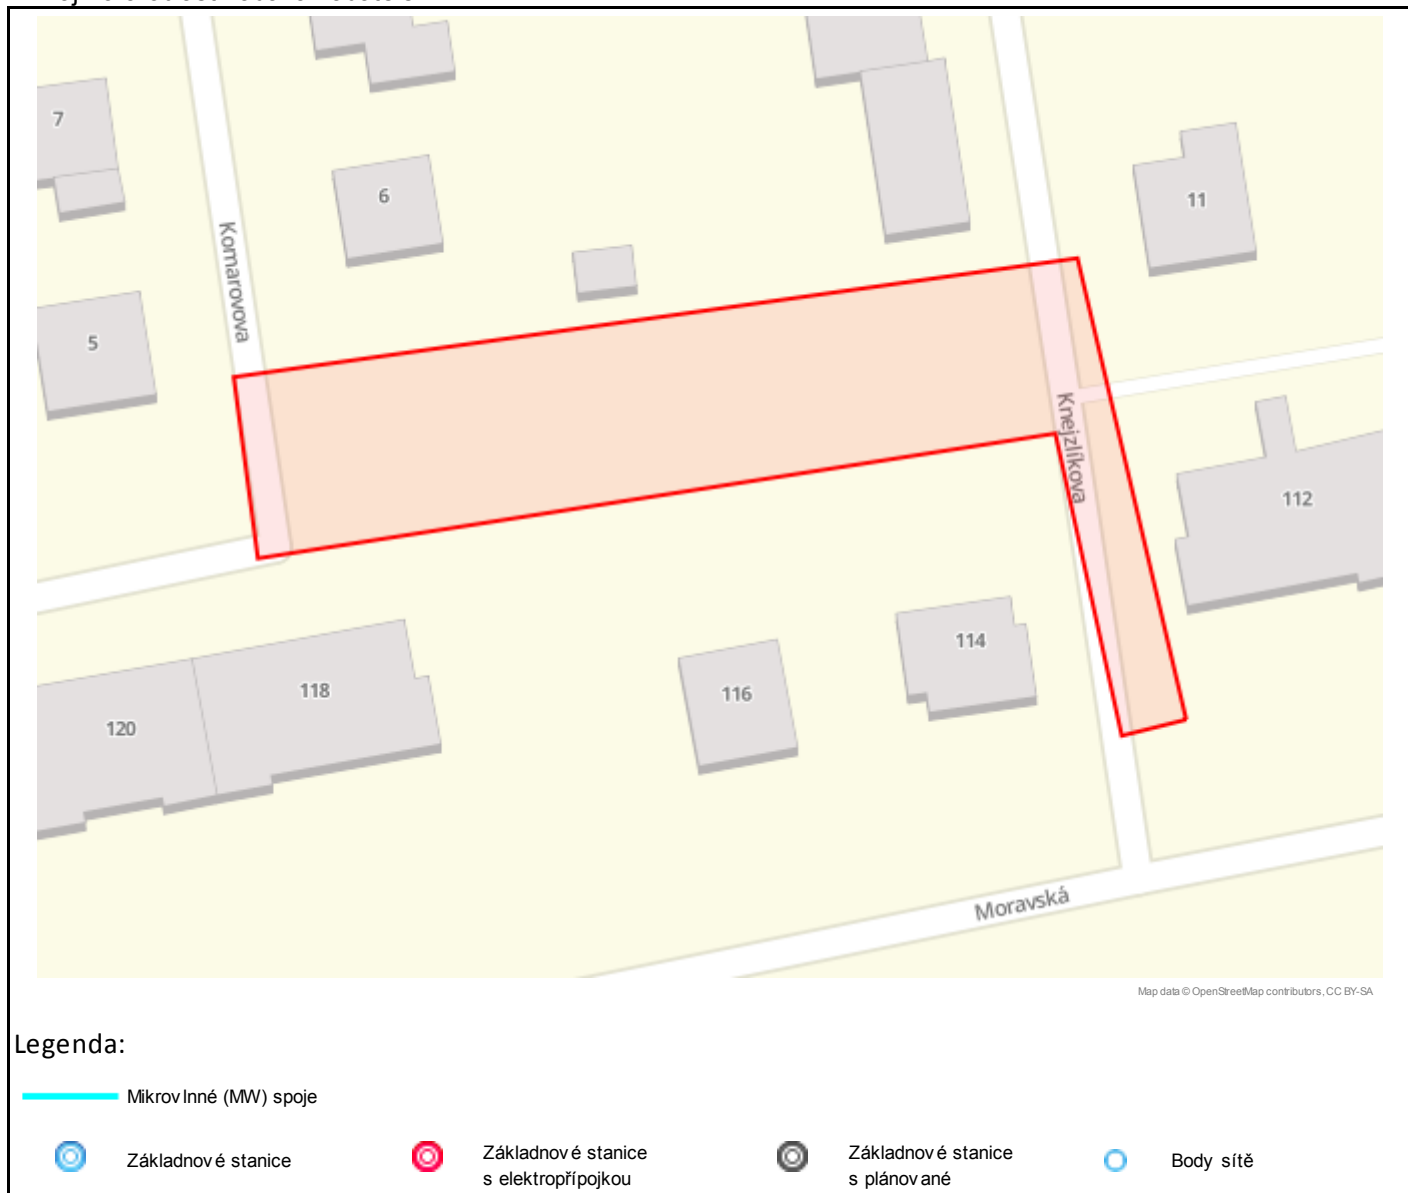 7
6
11
Komarovova
5
Knejzlíkova
112
114
118
116
120
Moravská
Map data © OpenStreetMap contributors, CC BY-SA
Legenda:
Mikrovlnné (MW) spoje
Základnové stanice
Základnové stanice
s elektropřípojkou
Základnové stanice
s plánované
Body sítě